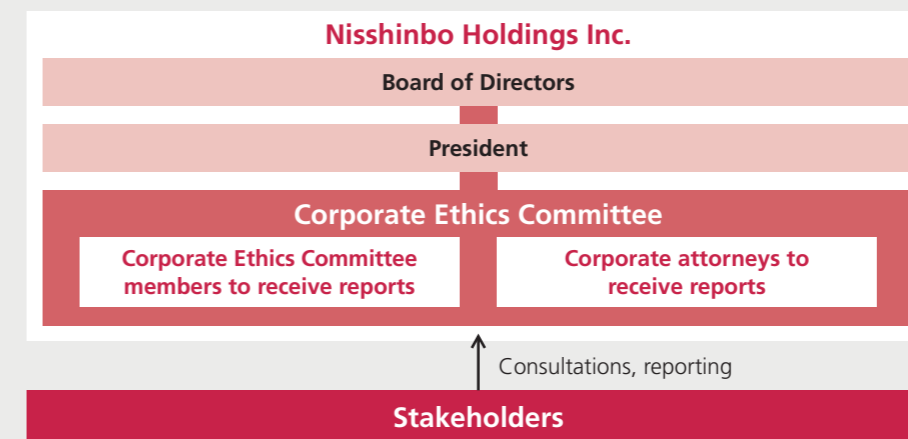 Nisshinbo Holdings Inc.
Board of Directors
President
Corporate Ethics Committee
Corporate Ethics Committee
members to receive reports
Corporate attorneys to
receive reports
Consultations, reporting
Stakeholders